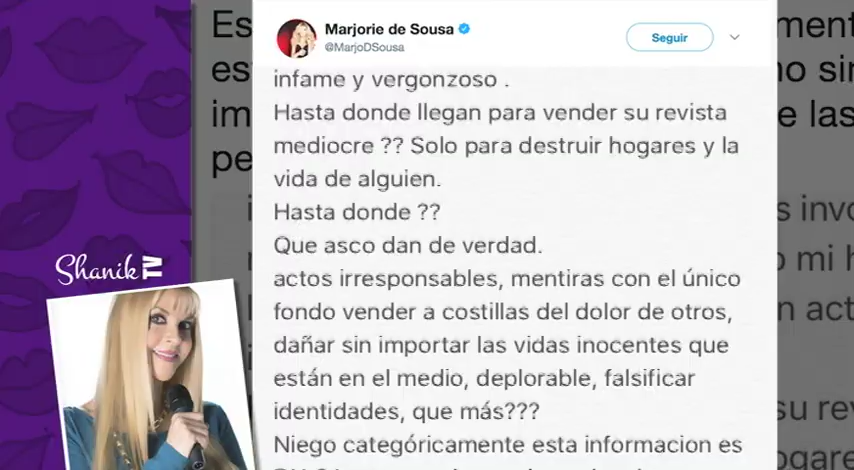 Marjorie de Sousa
@MarjoDSousa
Seguir
infame y vergonzoso .
Hasta donde llegan para vender su revista
mediocre ?? Solo para destruir hogares y la
vida de alguien.
Hasta donde ??
Que asco dan de verdad.
actos irresponsables, mentiras con el único
fondo vender a costillas del dolor de otros,
dañar sin importar las vidas inocentes que
están en el medio, deplorable, falsificar
identidades, que más???
Niego categóricamente esta informacion es
Shanik TV